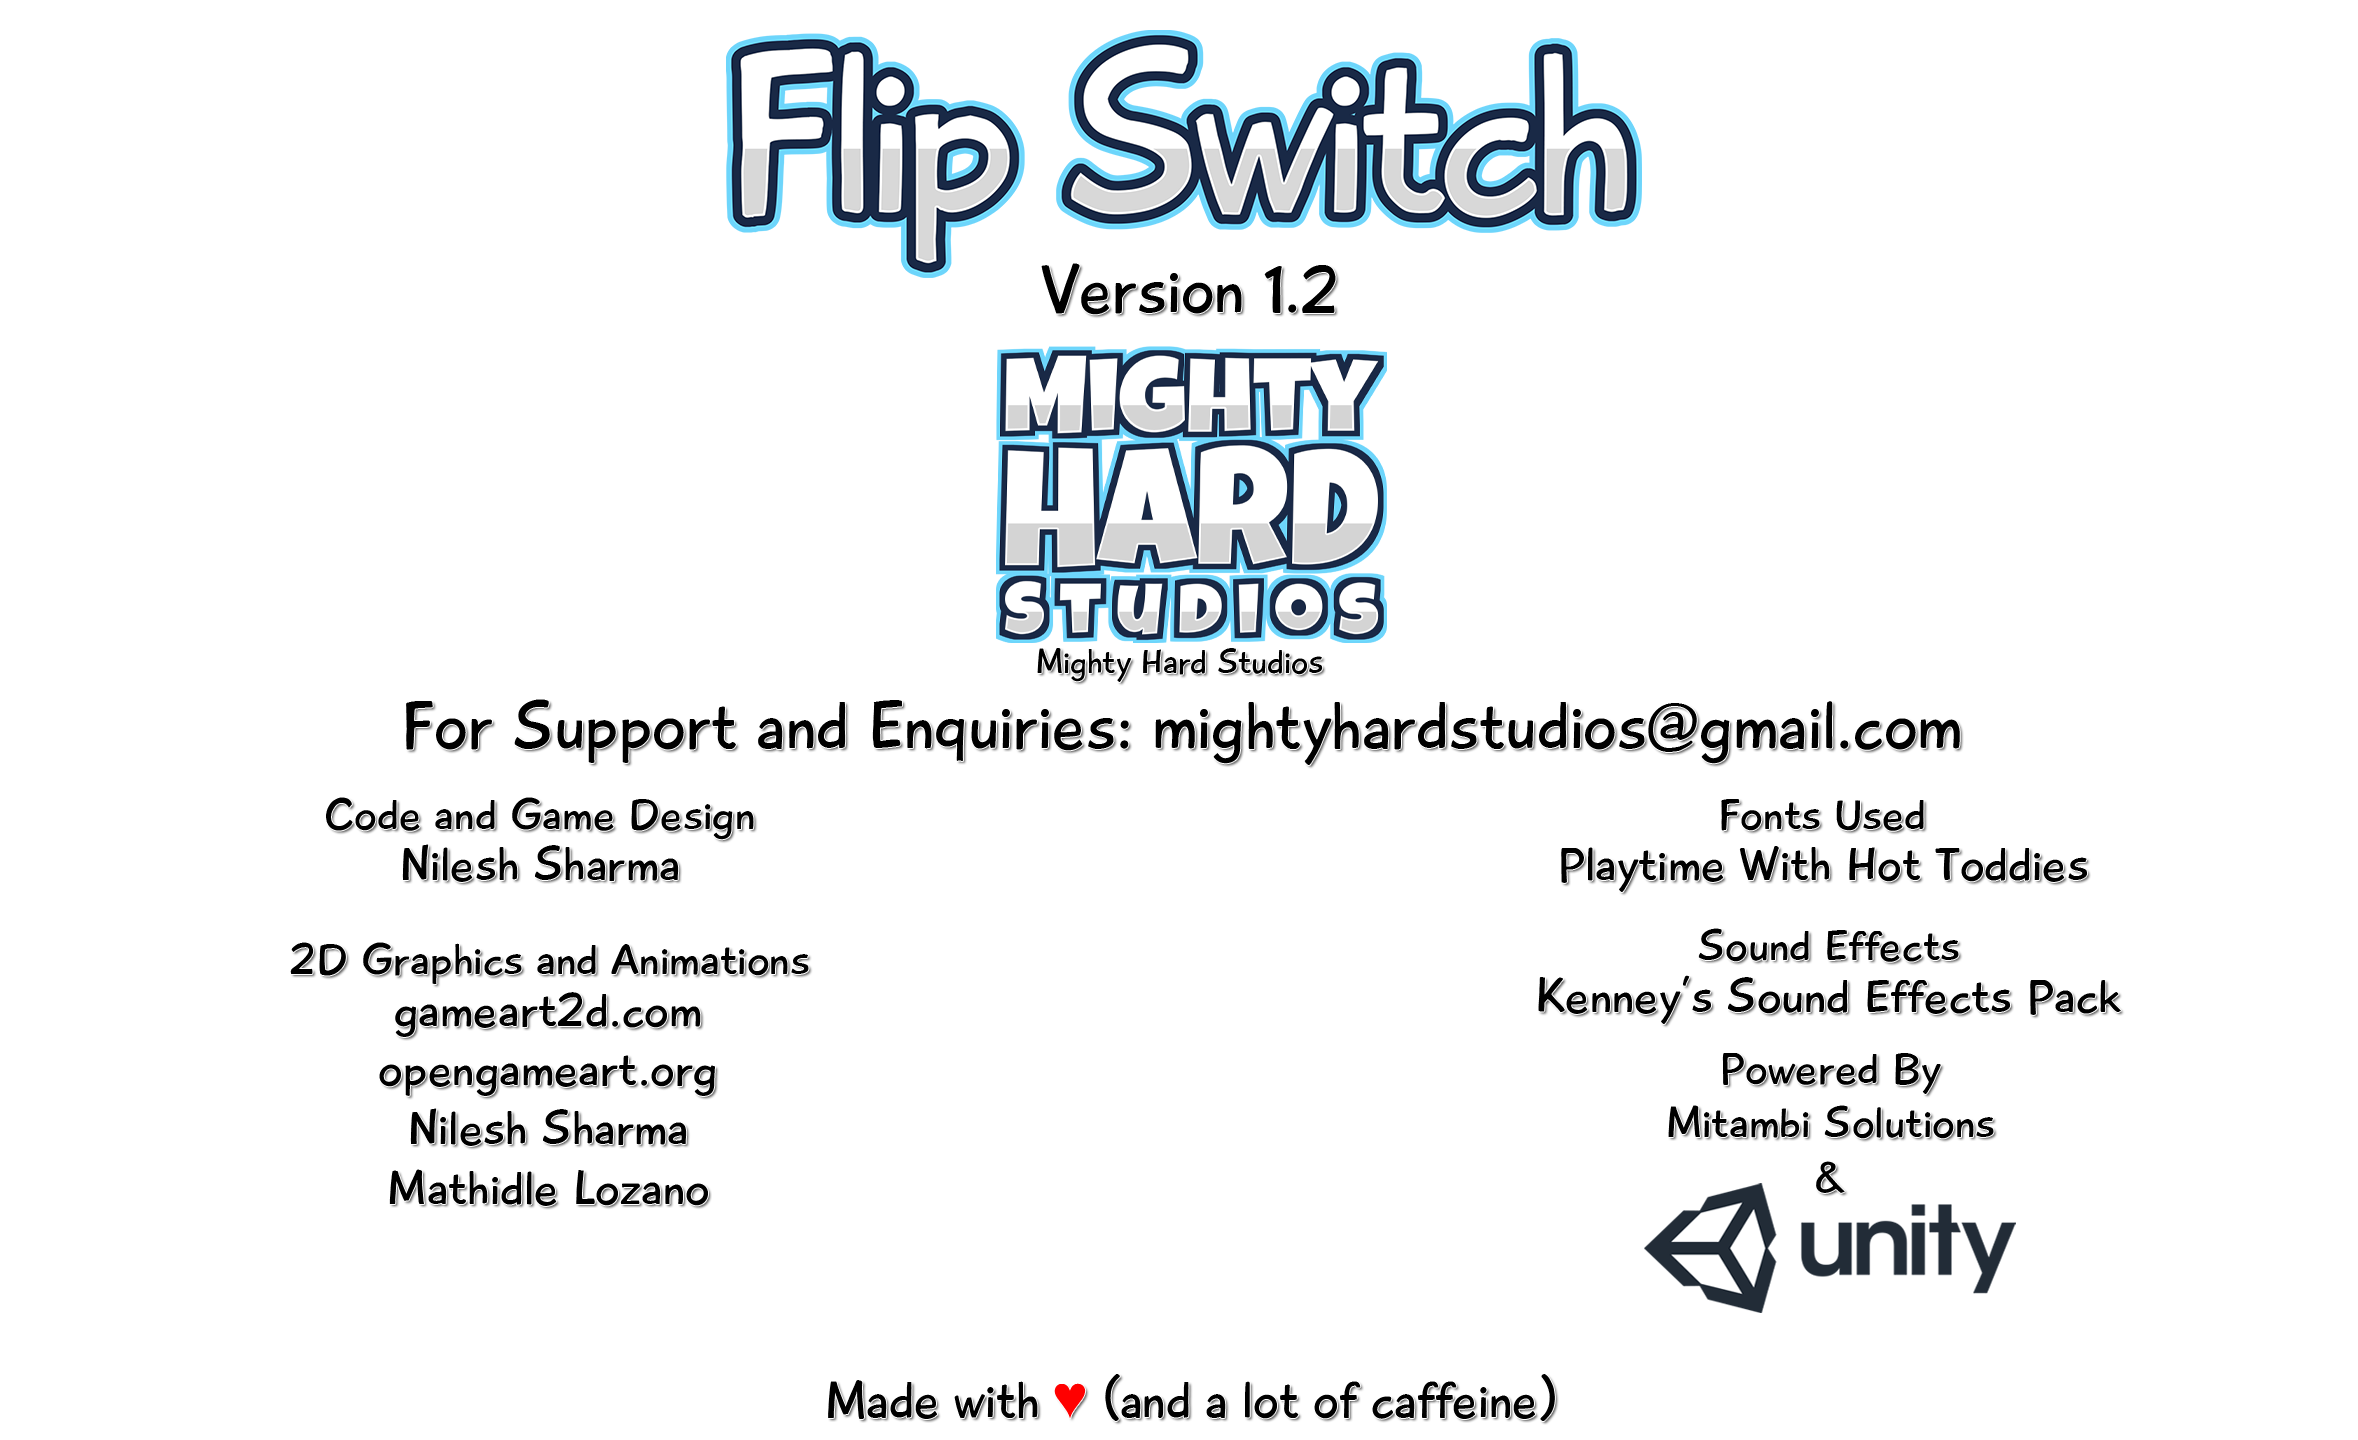 Flip Switch
Version 1.2
MIGHTY
HARD
STUDIOS
Mighty Hard Studios
For Support and Enquiries: mightyhardstudios@gmail.com
Code and Game Design
Nilesh Sharma
2D Graphics and Animations
gameart2d.com
opengameart.org
Nilesh Sharma
Mathidle Lozano
Fonts Used
Playtime With Hot Toddies
Sound Effects
Kenney's Sound Effects Pack
Powered By
Mitambi Solutions
&
unity
Made with ♥ (and a lot of caffeine)